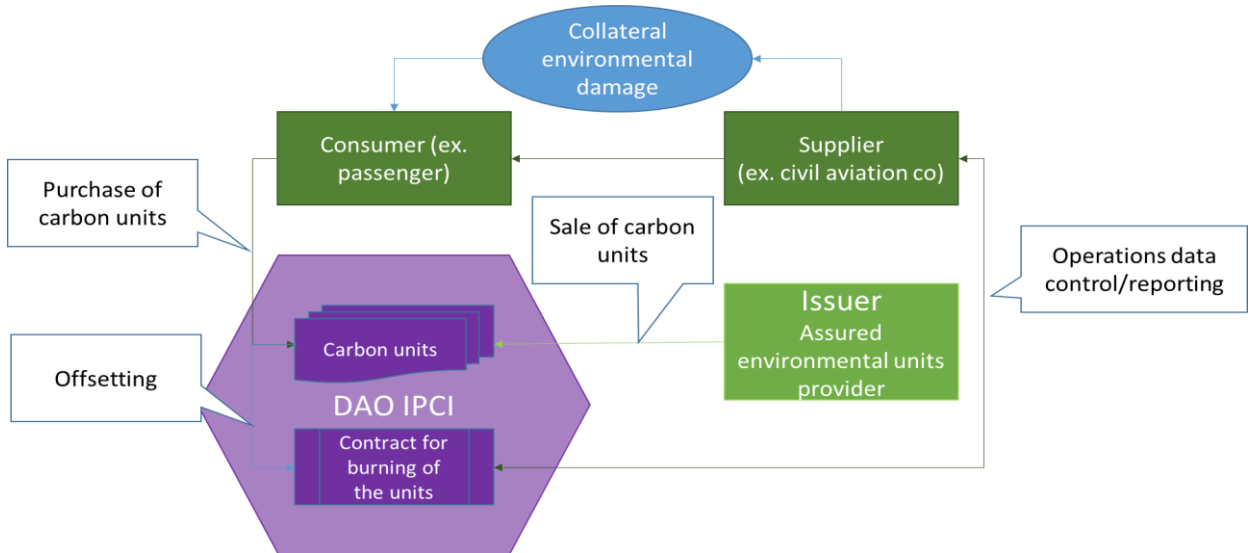 Collateral
environmental
damage
Consumer (ex.
passenger)
Supplier
(ex. civil aviation co)
Purchase of
carbon units
Sale of carbon
units
Operations data
control/reporting
Issuer
Assured
environmental units
provider
Carbon units
Offsetting
DAO IPCI
Contract for
burning of
the units